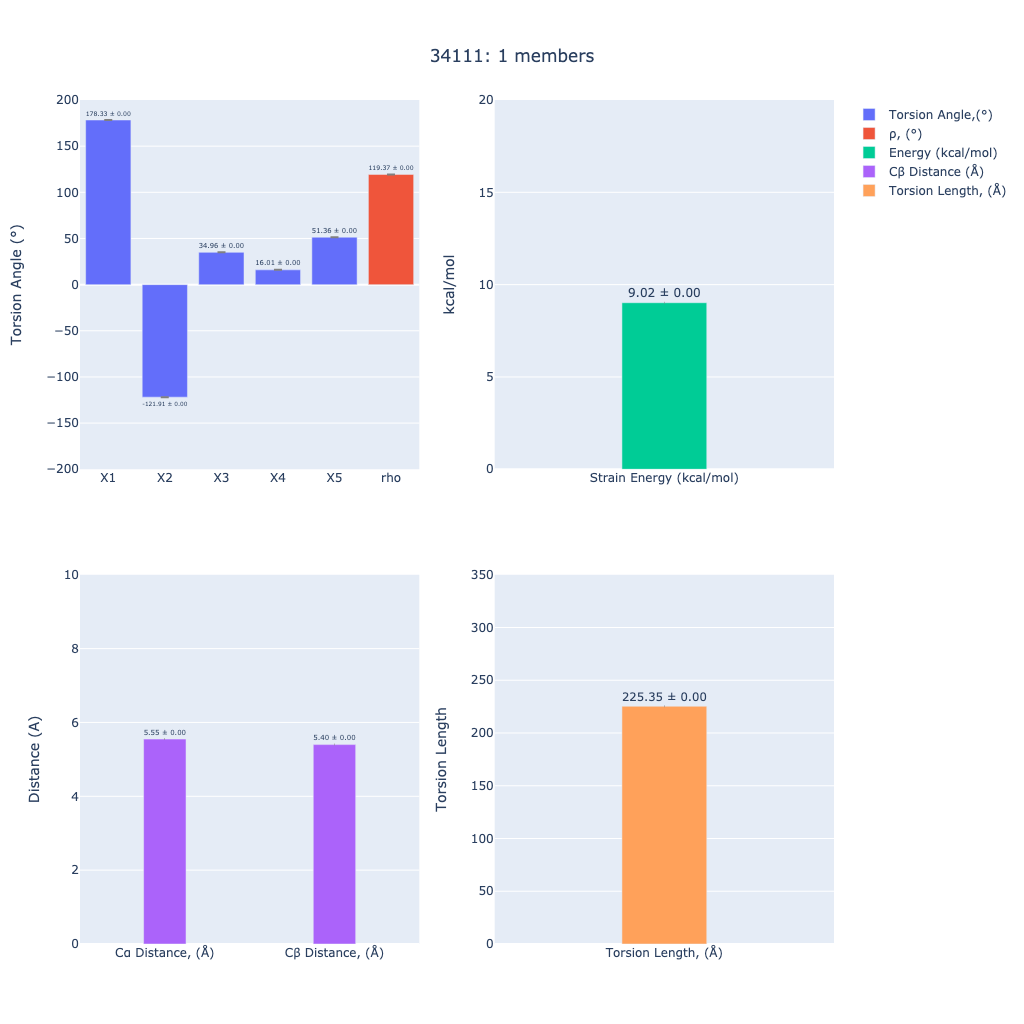 34111: 1 members
200
150
100
50
0
−50
−100
−150
−200
Torsion Angle (°)
178.33 ± 0.00
-121.91 ± 0.00
34.96 ± 0.00
16.01 ± 0.00
51.36 ± 0.00
119.37 ± 0.00
X1
X2
X3
X4
X5
rho
20
15
10
5
0
kcal/mol
9.02 ± 0.00
Strain Energy (kcal/mol)
Torsion Angle,(°)
ρ, (°)
Energy (kcal/mol)
Cβ Distance (Å)
Torsion Length, (Å)
10
8
6
4
2
0
Distance (A)
5.55 ± 0.00
5.40 ± 0.00
Cα Distance, (Å)
Cβ Distance, (Å)
350
300
250
200
150
100
50
0
Torsion Length
225.35 ± 0.00
Torsion Length, (Å)